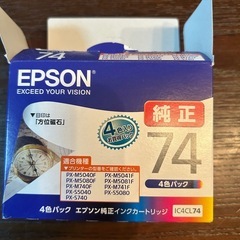 EPSON
EXCEED YOUR VISION
純正
目印は
「方位磁石」
74
4色パック
適合機種
PX-M5040F PX-M5041F
PX-M5080F PX-M5081F
PX-M740F PX-M741F
PX-S5040 PX-S5080
PX-S740
4色パック エプソン純正インクカートリッジ IC4CL74